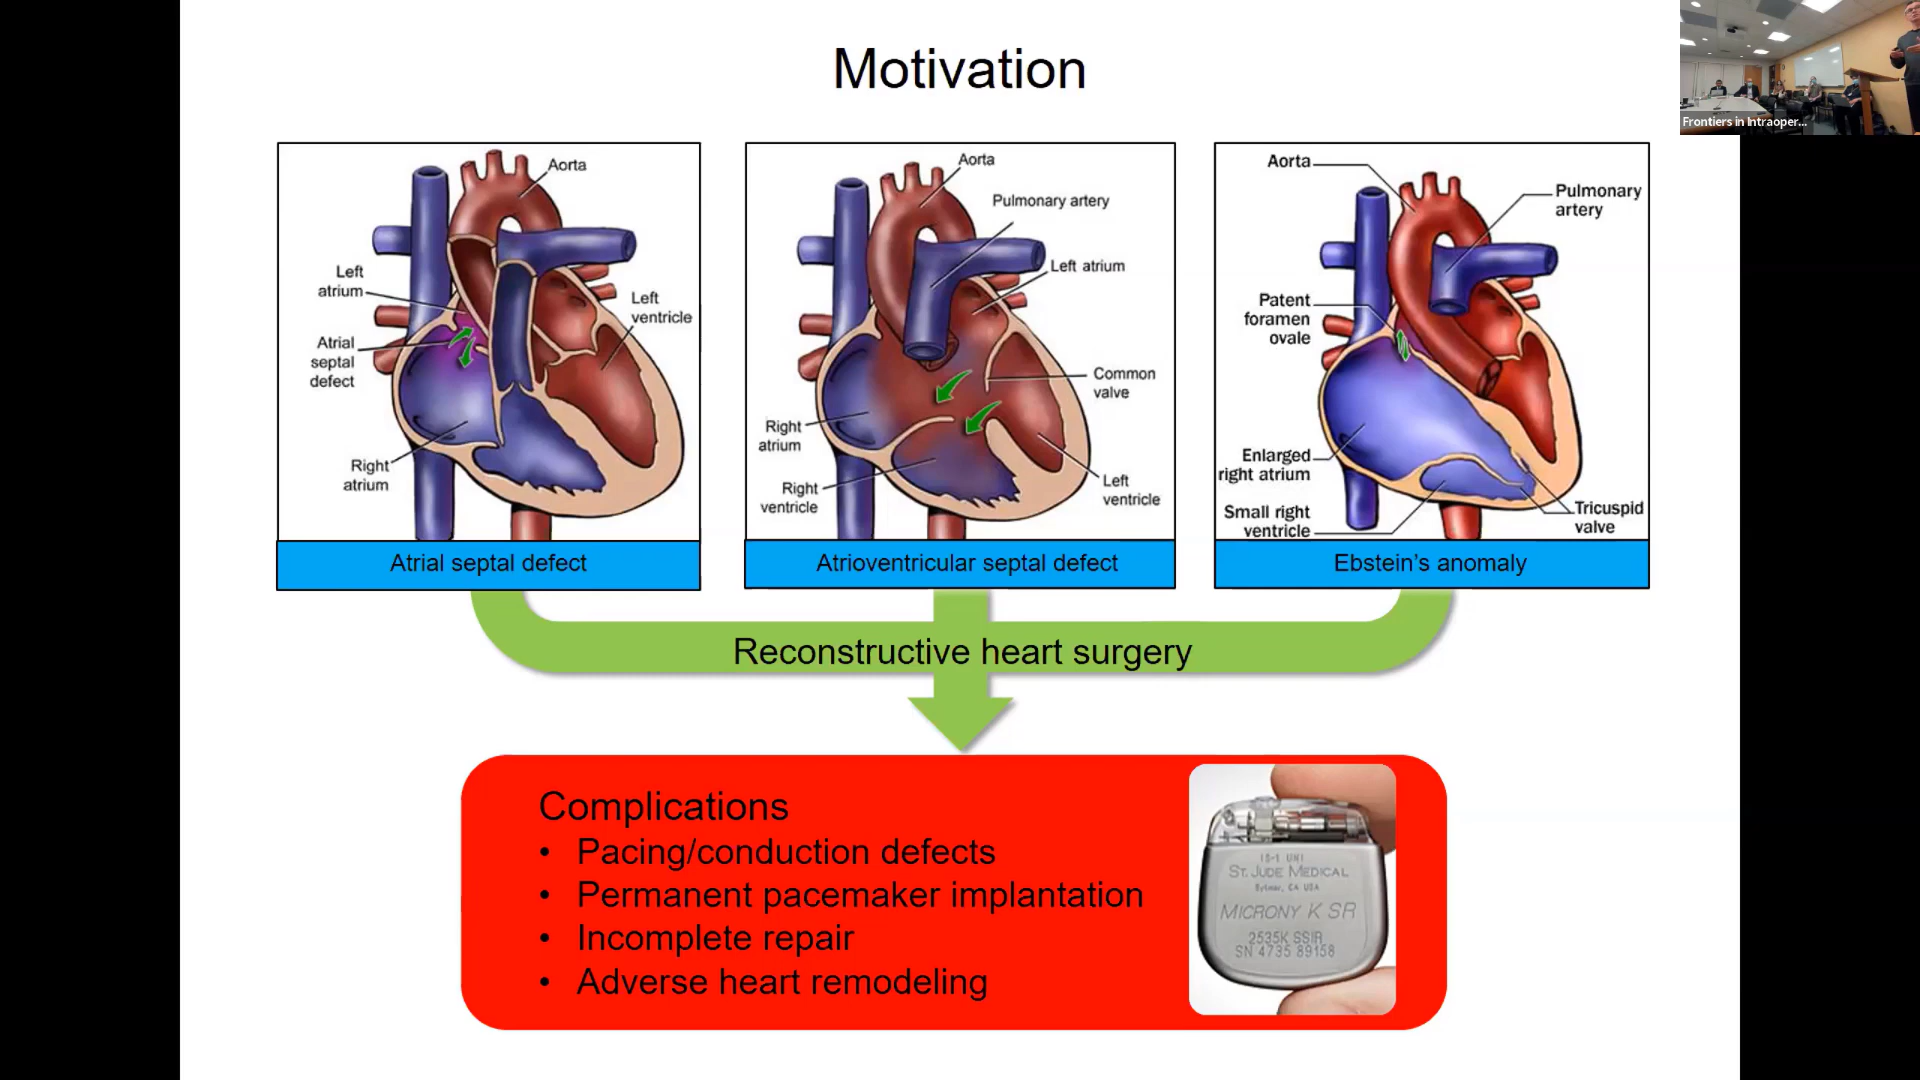 Motivation
Frontiers in Intraoper...
Aorta
Left
atrium
Left
ventricle
Atrial
septal
defect
Right
atrium
Atrial septal defect
Aorta
Pulmonary artery
Left atrium
Common
valve
Right
atrium
Right
ventricle
Left
ventricle
Atrioventricular septal defect
Aorta
Pulmonary
artery
Patent
foramen
ovale
Enlarged
right atrium
Small right
ventricle
Tricuspid
valve
Ebstein’s anomaly
Reconstructive heart surgery
Complications
• Pacing/conduction defects
• Permanent pacemaker implantation
• Incomplete repair
• Adverse heart remodeling
IS-1 UNI
ST. JUDE MEDICAL
Sylmar, CA USA
MICRONY K SR
2535K SSIR
SN 4735 89158